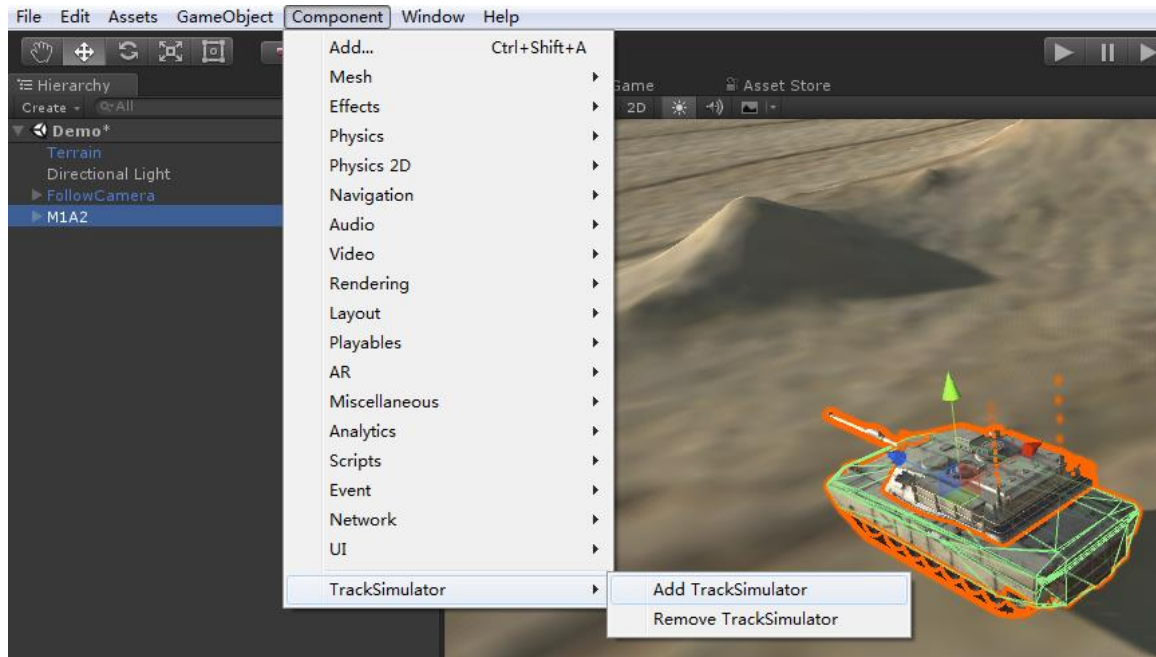 File Edit Assets GameObject Component Window Help
Hierarchy
Create
All
Demo*
Terrain
Directional Light
FollowCamera
M1A2
Add... Ctrl+Shift+A
Mesh
Effects
Physics
Physics 2D
Navigation
Audio
Video
Rendering
Layout
Playables
AR
Miscellaneous
Analytics
Scripts
Event
Network
UI
TrackSimulator
Add TrackSimulator
Remove TrackSimulator
Game Asset Store
2D